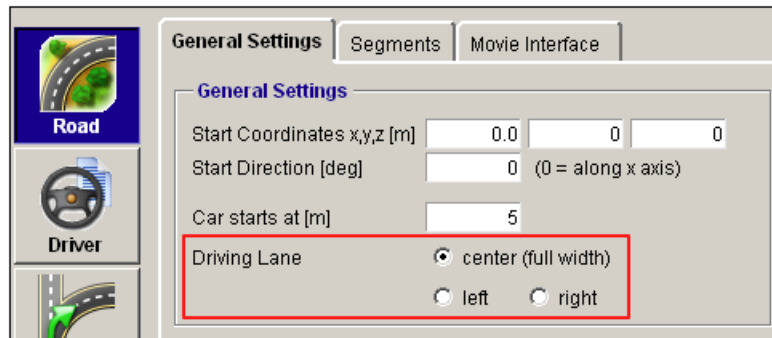 General Settings Segments Movie Interface
Road
General Settings
Start Coordinates x,y,z [m] 0.0 0 0
Start Direction [deg] 0 (0 = along x axis)
Car starts at [m] 5
Driver
Driving Lane center (full width)
left right